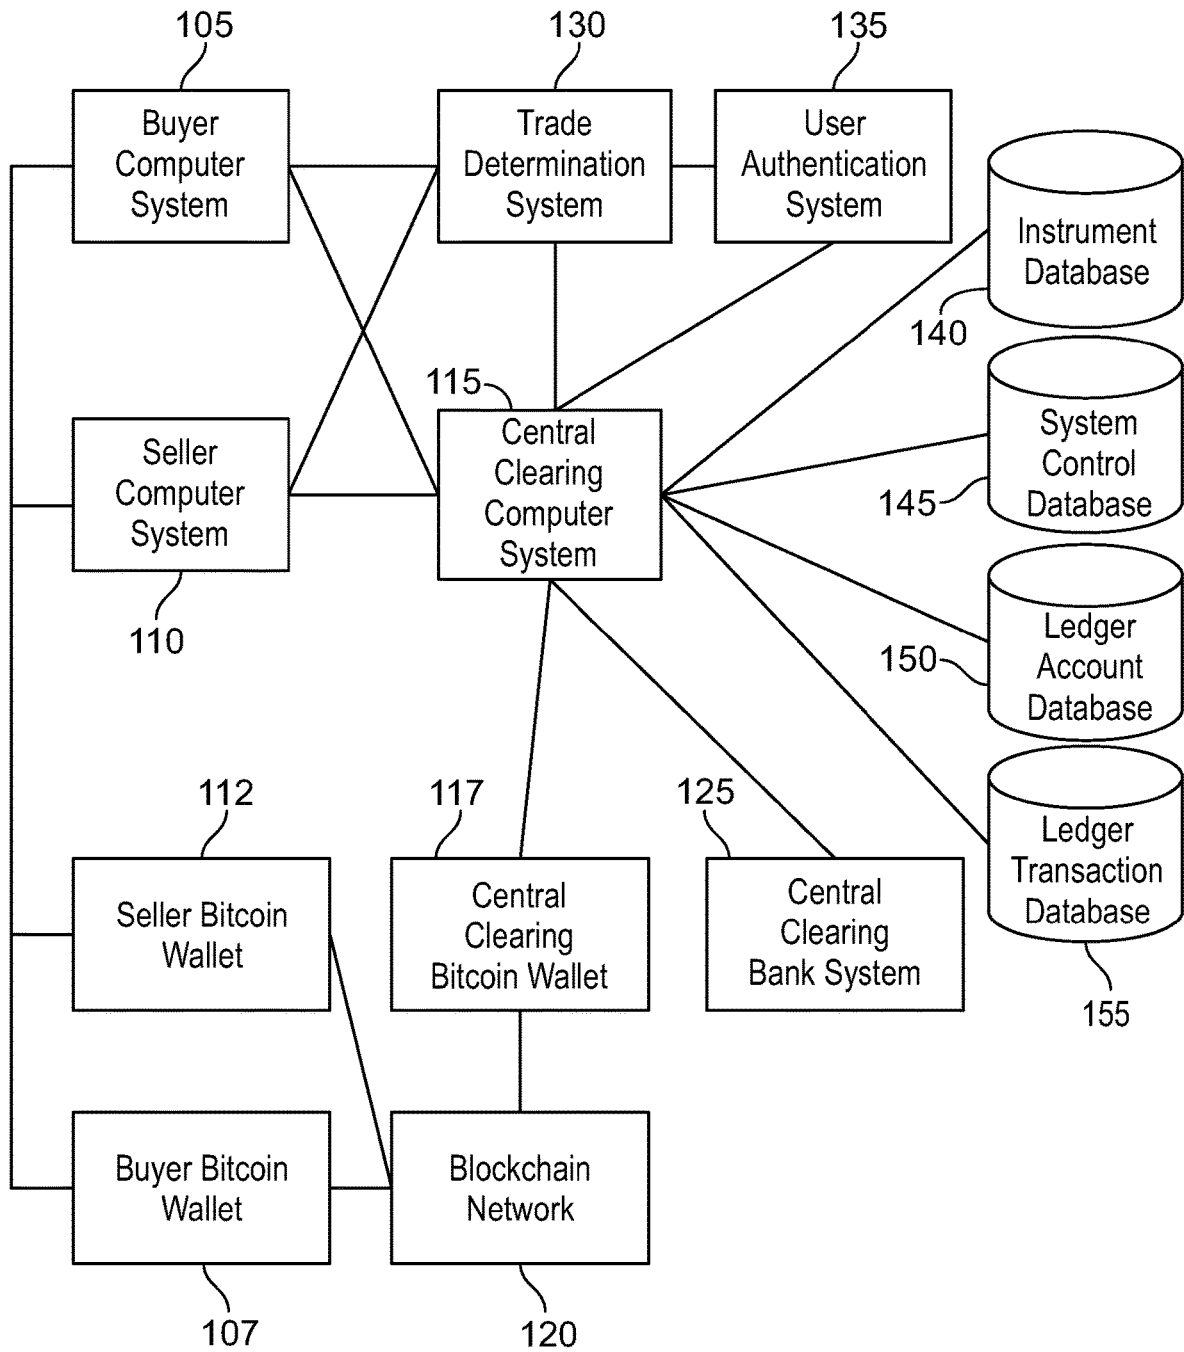 105
130
135
Buyer
Computer
System
Trade
Determination
System
User
Authentication
System
Instrument
Database
140
115
System
Control
Database
145
Seller
Computer
System
110
Central
Clearing
Computer
System
Ledger
Account
Database
150
112
117
125
Ledger
Transaction
Database
155
Seller Bitcoin
Wallet
Central
Clearing
Bitcoin Wallet
Central
Clearing
Bank System
Buyer Bitcoin
Wallet
Blockchain
Network
107
120